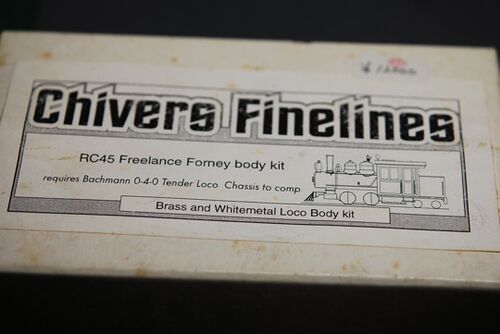 Chivers Finelines
RC45 Freelance Forney body kit
requires Bachmann 0-4-0 Tender Loco Chassis to comp
Brass and Whitemetal Loco Body kit